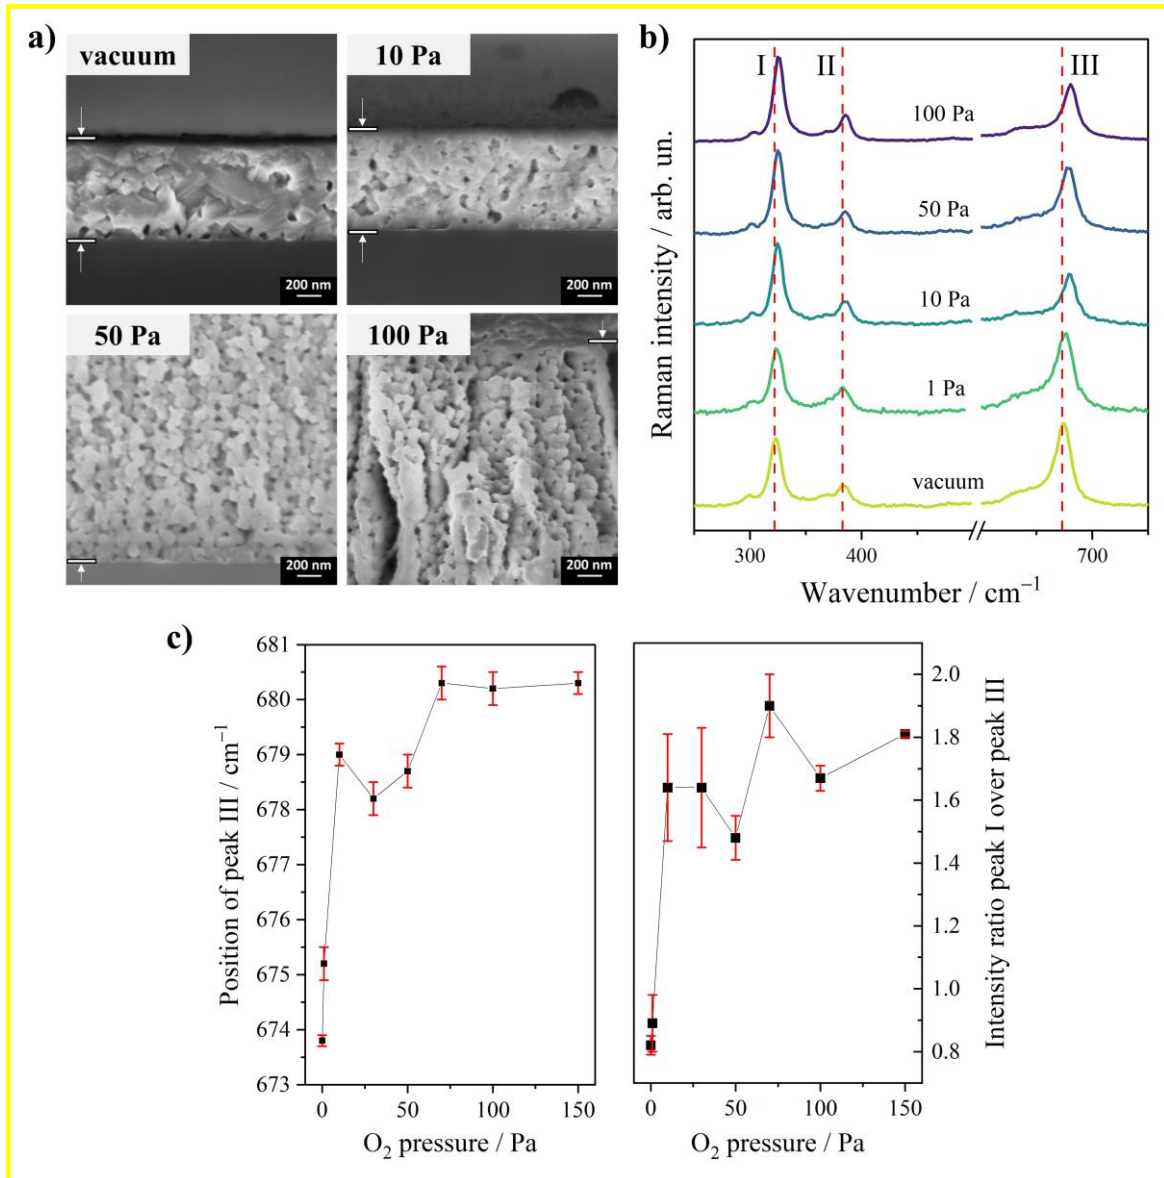 a)
vacuum
10 Pa
200 nm
200 nm
50 Pa
100 Pa
200 nm
200 nm
b)
I
II
III
100 Pa
50 Pa
10 Pa
1 Pa
vacuum
Raman intensity / arb. un.
300
400
700
Wavenumber / cm⁻¹
c)
681
680
679
678
677
676
675
674
673
Position of peak III / cm⁻¹
0
50
100
150
O₂ pressure / Pa
2.0
1.8
1.6
1.4
1.2
1.0
0.8
Intensity ratio peak I over peak III
0
50
100
150
O₂ pressure / Pa